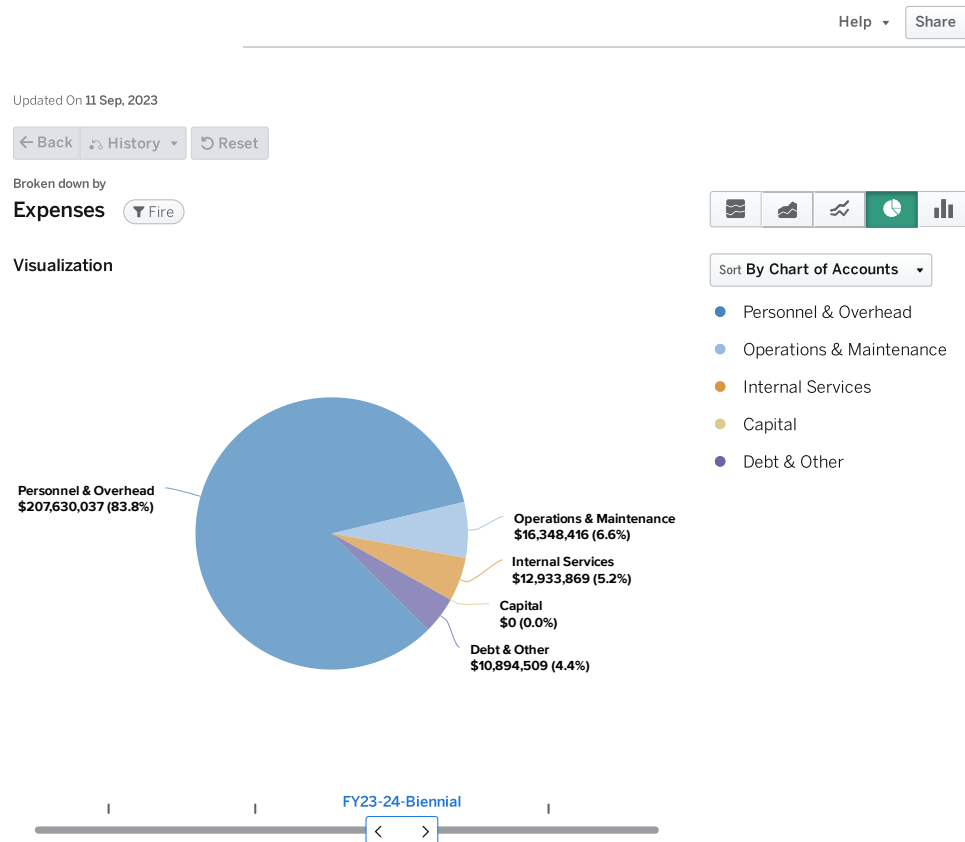 Help
Share
Updated On 11 Sep, 2023
Back
History
Reset
Broken down by
Expenses
Fire
Visualization
Sort By Chart of Accounts
Personnel & Overhead
Operations & Maintenance
Internal Services
Capital
Debt & Other
Personnel & Overhead
$207,630,037 (83.8%)
Operations & Maintenance
$16,348,416 (6.6%)
Internal Services
$12,933,869 (5.2%)
Capital
$0 (0.0%)
Debt & Other
$10,894,509 (4.4%)
FY23-24-Biennial